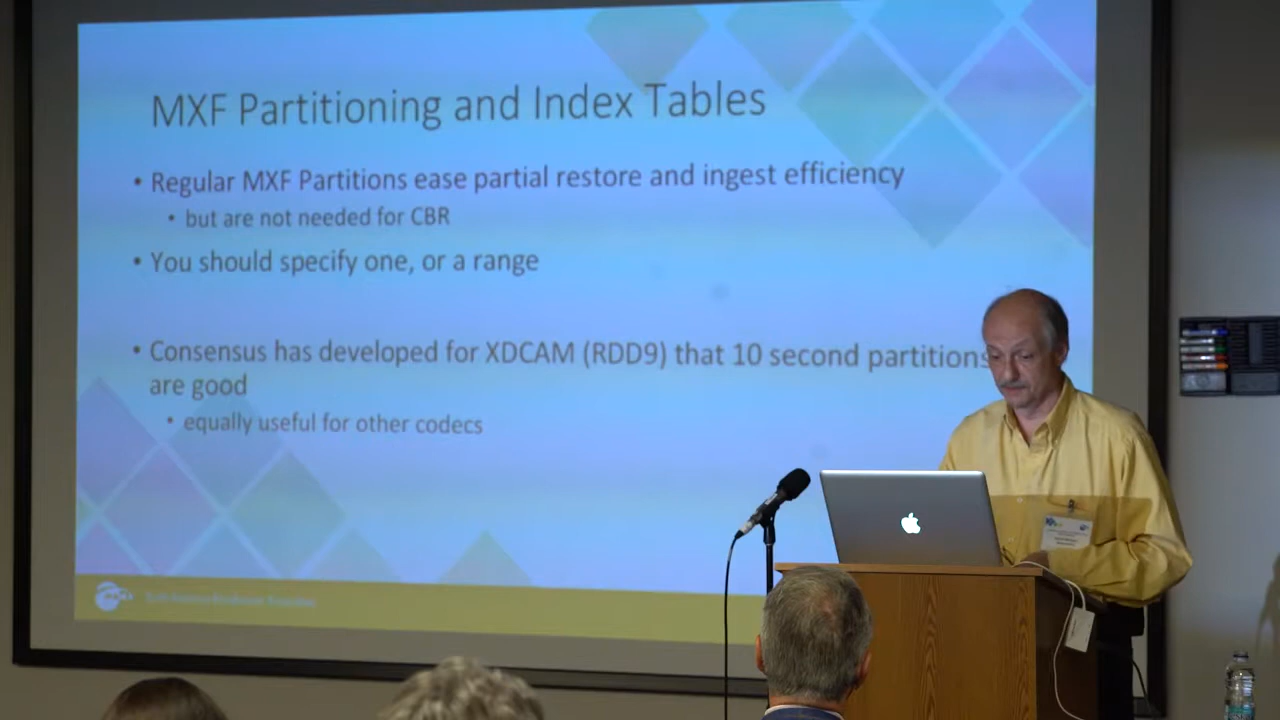 MXF Partitioning and Index Tables
• Regular MXF Partitions ease partial restore and ingest efficiency
• but are not needed for CBR
• You should specify one, or a range
• Consensus has developed for XDCAM (RDD9) that 10 second partitions
are good
• equally useful for other codecs